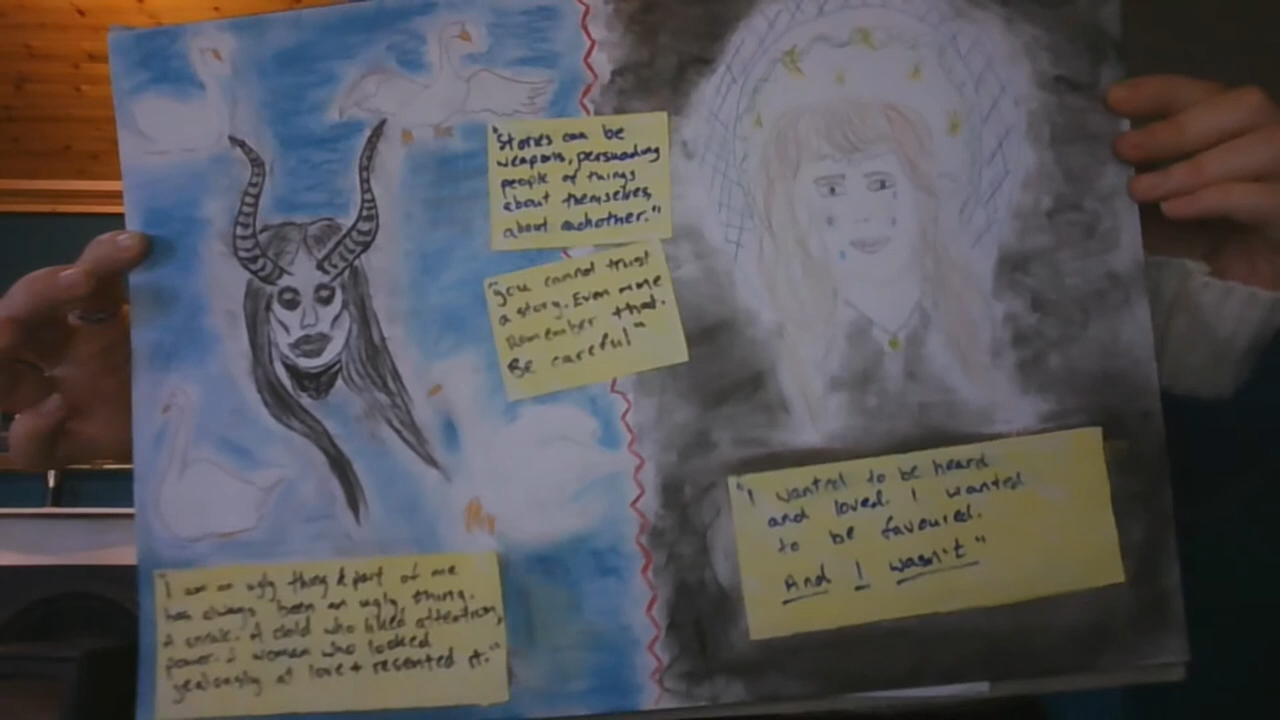 "Stories can be
weapons, persuading
people of things
about themselves,
about eachother."
"you cannot trust
a story. Even mine
Remember that.
Be careful"
"I wanted to be heard
and loved. I wanted
to be favoured.
And I wasn't"
"I am an ugly thing & part of me
has always been an ugly thing.
A snake. A child who liked attention,
power. A woman who looked
jealously at love + resented it."